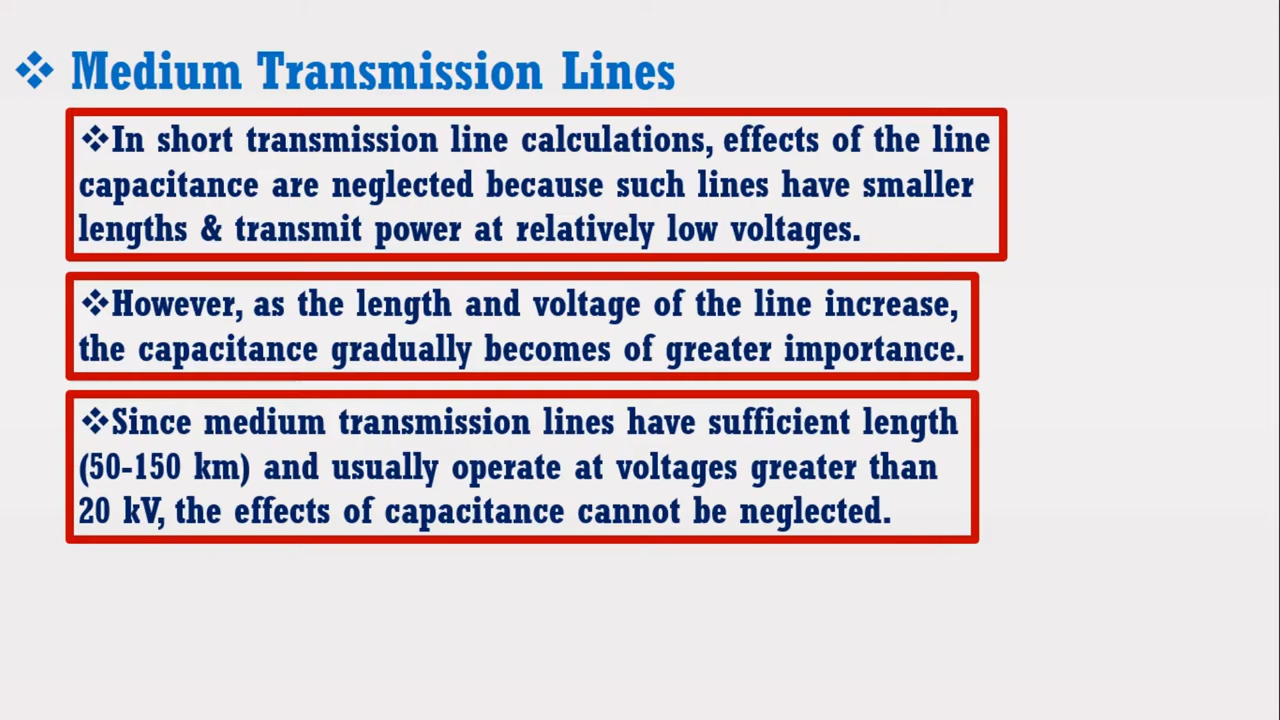 ❖ Medium Transmission Lines
❖In short transmission line calculations, effects of the line
capacitance are neglected because such lines have smaller
lengths & transmit power at relatively low voltages.
❖However, as the length and voltage of the line increase,
the capacitance gradually becomes of greater importance.
❖Since medium transmission lines have sufficient length
(50-150 km) and usually operate at voltages greater than
20 kV, the effects of capacitance cannot be neglected.